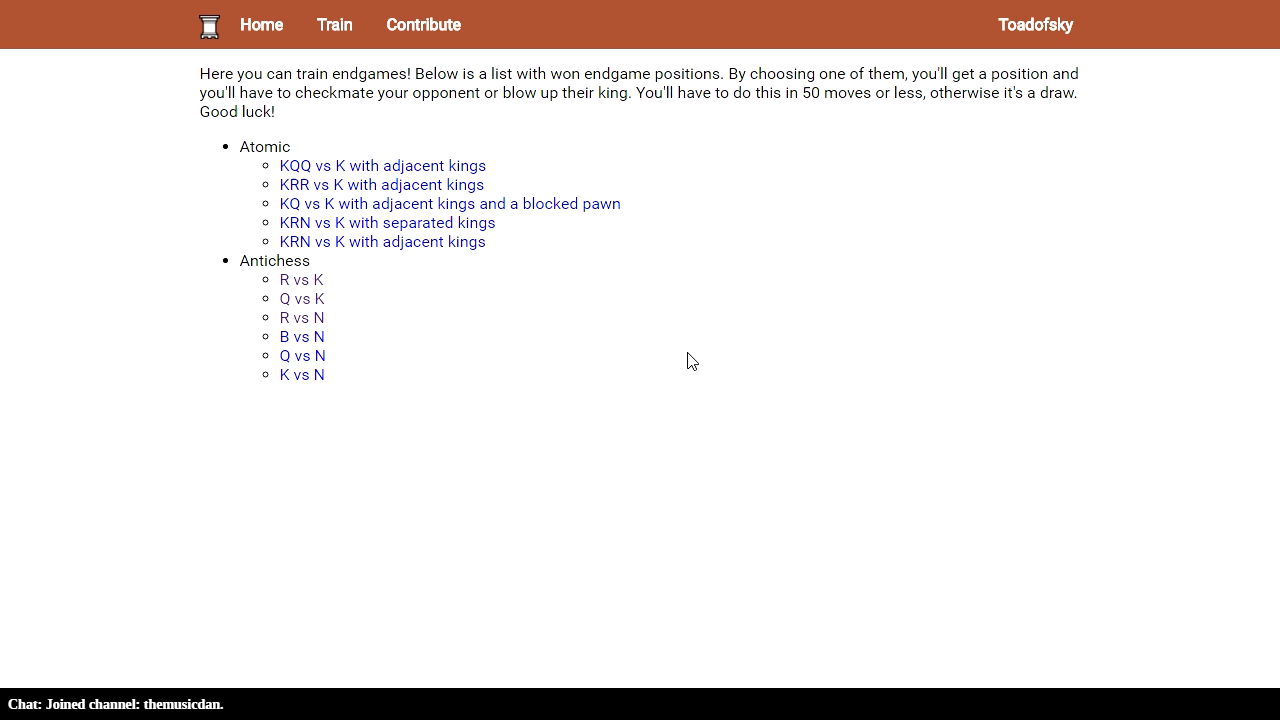 Home Train Contribute Toadofsky
Here you can train endgames! Below is a list with won endgame positions. By choosing one of them, you'll get a position and
you'll have to checkmate your opponent or blow up their king. You'll have to do this in 50 moves or less, otherwise it's a draw.
Good luck!
Atomic
KQQ vs K with adjacent kings
KRR vs K with adjacent kings
KQ vs K with adjacent kings and a blocked pawn
KRN vs K with separated kings
KRN vs K with adjacent kings
Antichess
R vs K
Q vs K
R vs N
B vs N
Q vs N
K vs N
Chat: Joined channel: themusicdan.